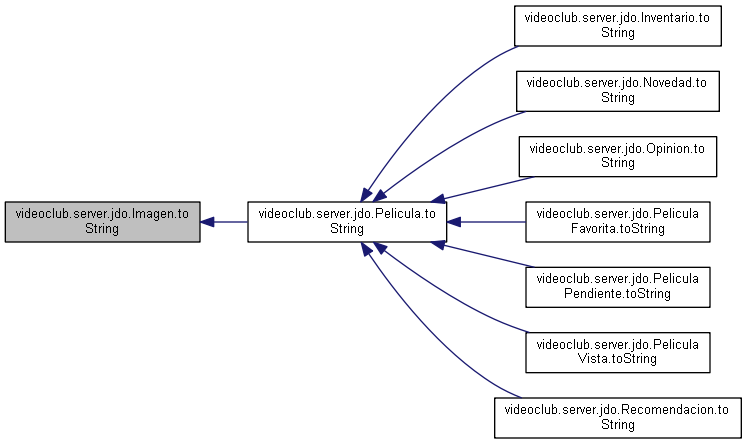 videoclub.server.jdo.Inventario.to
String
videoclub.server.jdo.Novedad.to
String
videoclub.server.jdo.Opinion.to
String
videoclub.server.jdo.Imagen.to
String
videoclub.server.jdo.Pelicula.to
String
videoclub.server.jdo.Pelicula
Favorita.toString
videoclub.server.jdo.Pelicula
Pendiente.toString
videoclub.server.jdo.Pelicula
Vista.toString
videoclub.server.jdo.Recomendacion.to
String